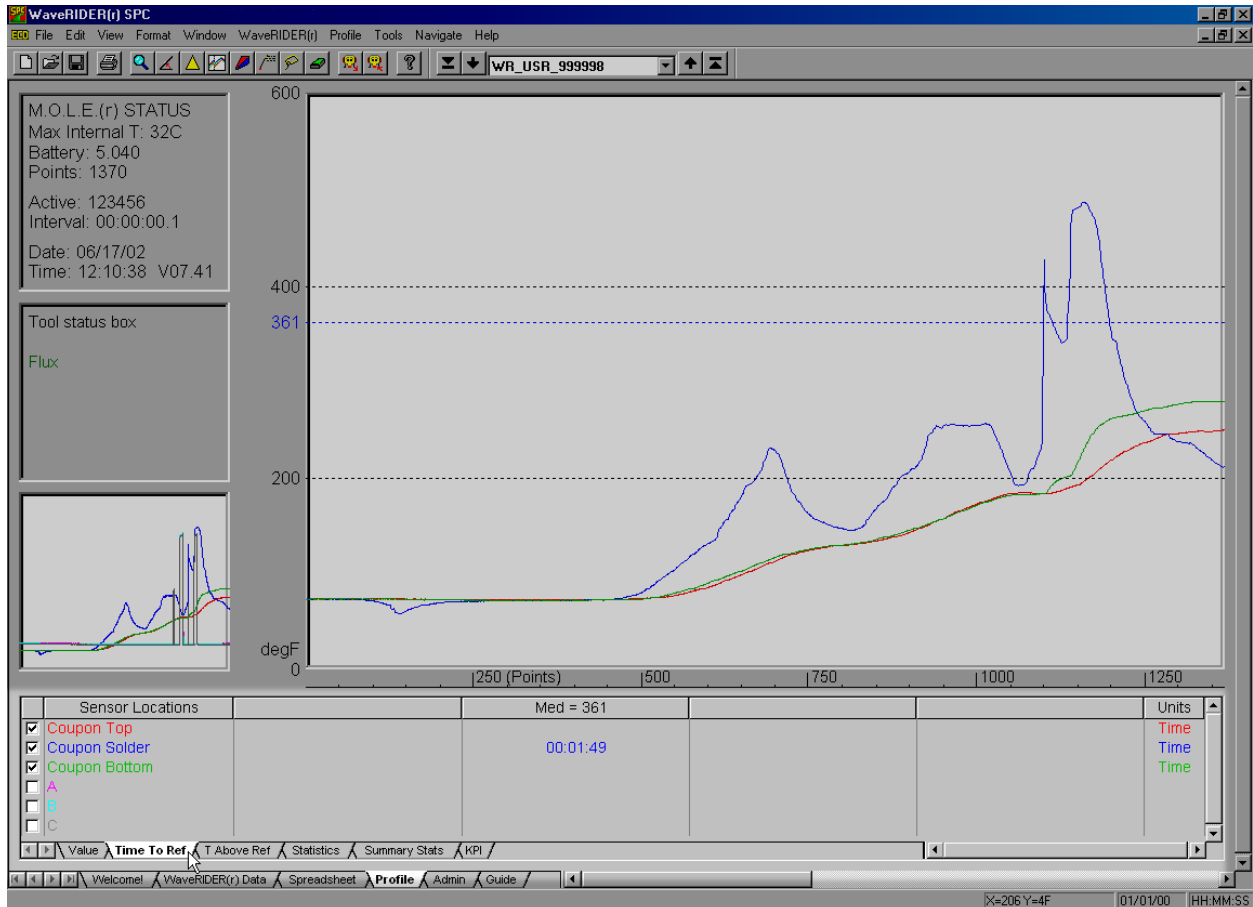 WaveRIDER(r) SPC
File Edit View Format Window WaveRIDER(r) Profile Tools Navigate Help
WR_USR_999998
M.O.L.E.(r) STATUS
Max Internal T: 32C
Battery: 5.040
Points: 1370
Active: 123456
Interval: 00:00:00.1
Date: 06/17/02
Time: 12:10:38 V07.41
Tool status box
Flux
600
400
361
200
degF
0
|250 (Points) |500 |750 |1000 |1250
Sensor Locations Med = 361 Units
Coupon Top Time
Coupon Solder 00:01:49 Time
Coupon Bottom Time
A
B
C
Value Time To Ref T Above Ref Statistics Summary Stats KPI
Welcome! WaveRIDER(r) Data Spreadsheet Profile Admin Guide
X=206 Y=4F 01/01/00 HH:MM:SS